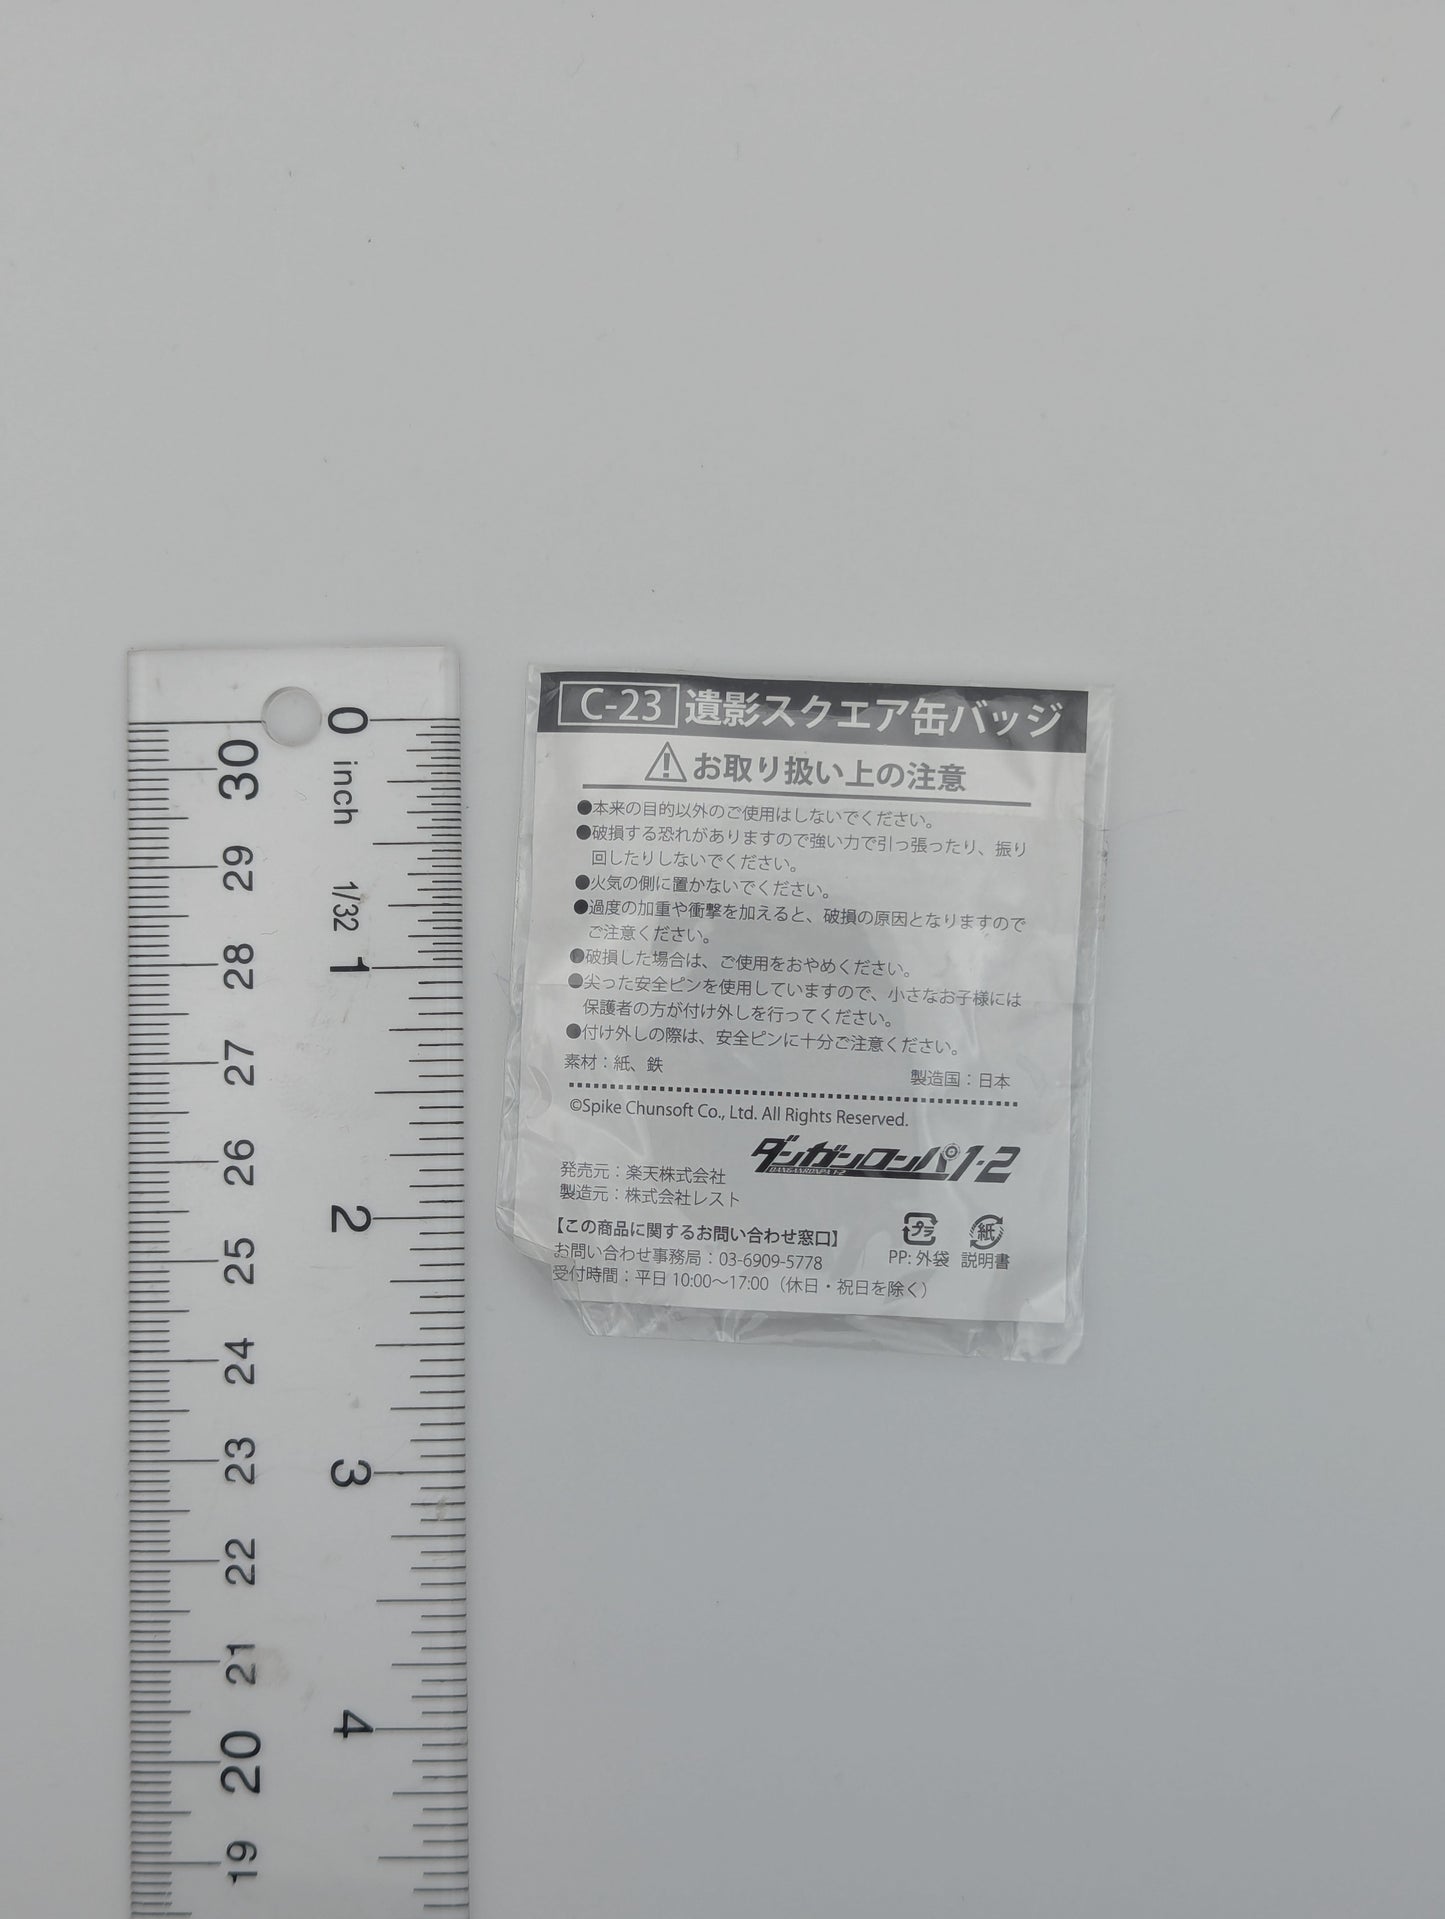 C-23 遺影スクエア缶バッジ
お取り扱い上の注意
●本来の目的以外のご使用はしないでください。
●破損する恐れがありますので強い力で引っ張ったり、振り
回したりしないでください。
●火気の側に置かないでください。
●過度の加重や衝撃を加えると、破損の原因となりますので
ご注意ください。
●破損した場合は、ご使用をおやめください。
●尖った安全ピンを使用していますので、小さなお子様には
保護者の方が付け外しを行ってください。
●付け外しの際は、安全ピンに十分ご注意ください。
素材：紙、鉄
製造国：日本
©Spike Chunsoft Co., Ltd. All Rights Reserved.
ダンガンロンパ1・2
DANGANRONPA 1・2
発売元：楽天株式会社
製造元：株式会社レスト
【この商品に関するお問い合わせ窓口】
お問い合わせ事務局：03-6909-5778
受付時間：平日 10:00〜17:00（休日・祝日を除く）
プラ
紙
PP: 外袋
説明書
0 inch 1/32 1 2 3 4
30 29 28 27 26 25 24 23 22 21 20 19